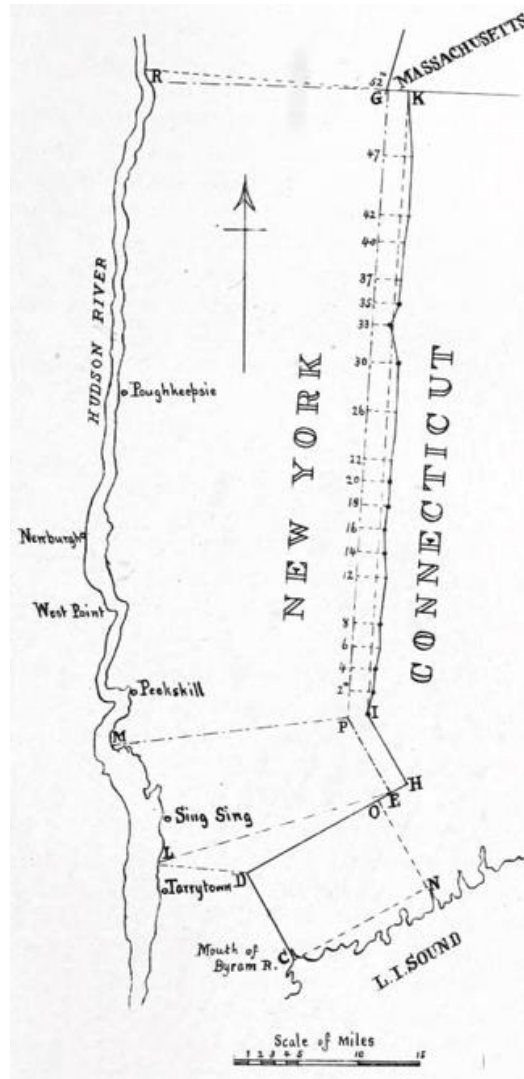 MASSACHUSETTS
R
52
G
K
47
42
40
HUDSON RIVER
37
35
33
NEW YORK
CONNECTICUT
30
Poughkeepsie
26
22
20
18
16
Newburgh
14
12
West Point
8
6
4
Peekskill
2
I
P
M
H
E
O
Sing Sing
L
D
Tarrytown
N
Mouth of
Byram R.
C
L.I. SOUND
Scale of Miles
1 2 3 4 5 10 15